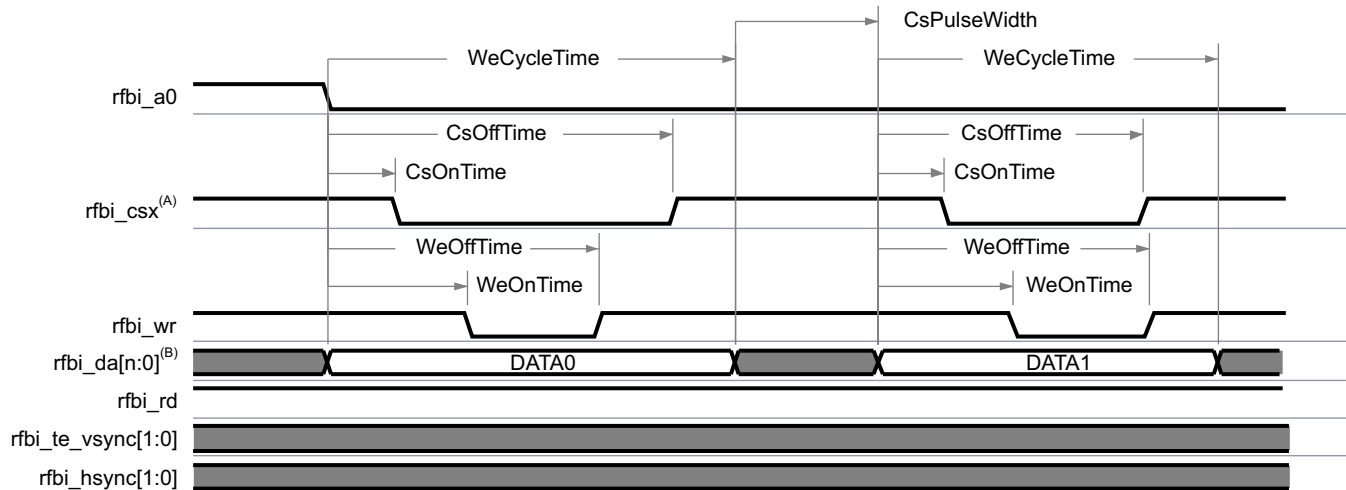 CsPulseWidth
WeCycleTime WeCycleTime
rfbi_a0
CsOffTime CsOffTime
CsOnTime CsOnTime
rfbi_csx(A)
WeOffTime WeOffTime
WeOnTime WeOnTime
rfbi_wr
rfbi_da[n:0](B) DATA0 DATA1
rfbi_rd
rfbi_te_vsync[1:0]
rfbi_hsync[1:0]